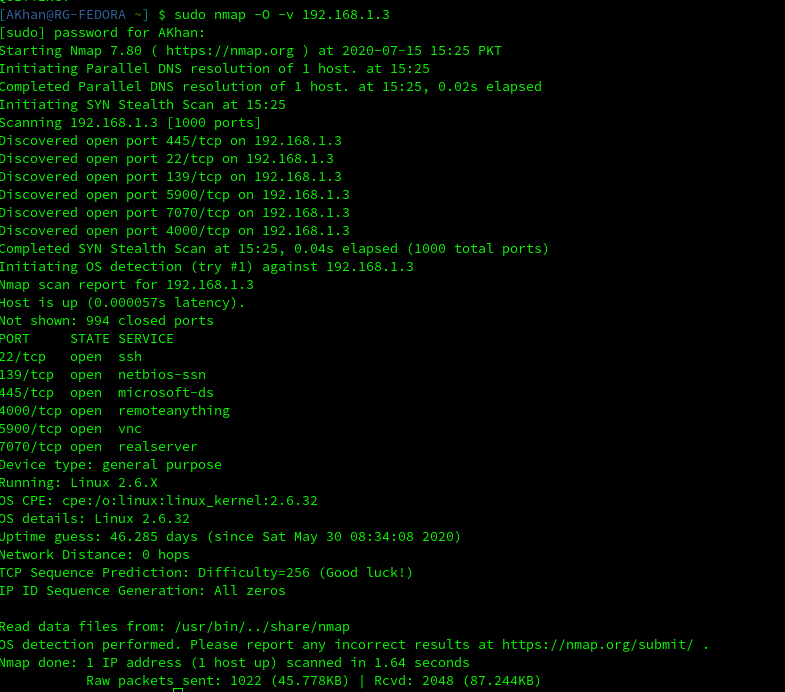 [AKhan@RG-FEDORA ~] $ sudo nmap -O -v 192.168.1.3
[sudo] password for AKhan:
Starting Nmap 7.80 ( https://nmap.org ) at 2020-07-15 15:25 PKT
Initiating Parallel DNS resolution of 1 host. at 15:25
Completed Parallel DNS resolution of 1 host. at 15:25, 0.02s elapsed
Initiating SYN Stealth Scan at 15:25
Scanning 192.168.1.3 [1000 ports]
Discovered open port 445/tcp on 192.168.1.3
Discovered open port 22/tcp on 192.168.1.3
Discovered open port 139/tcp on 192.168.1.3
Discovered open port 5900/tcp on 192.168.1.3
Discovered open port 7070/tcp on 192.168.1.3
Discovered open port 4000/tcp on 192.168.1.3
Completed SYN Stealth Scan at 15:25, 0.04s elapsed (1000 total ports)
Initiating OS detection (try #1) against 192.168.1.3
Nmap scan report for 192.168.1.3
Host is up (0.000057s latency).
Not shown: 994 closed ports
PORT     STATE SERVICE
22/tcp   open  ssh
139/tcp  open  netbios-ssn
445/tcp  open  microsoft-ds
4000/tcp open  remoteanything
5900/tcp open  vnc
7070/tcp open  realserver
Device type: general purpose
Running: Linux 2.6.X
OS CPE: cpe:/o:linux:linux_kernel:2.6.32
OS details: Linux 2.6.32
Uptime guess: 46.285 days (since Sat May 30 08:34:08 2020)
Network Distance: 0 hops
TCP Sequence Prediction: Difficulty=256 (Good luck!)
IP ID Sequence Generation: All zeros

Read data files from: /usr/bin/../share/nmap
OS detection performed. Please report any incorrect results at https://nmap.org/submit/ .
Nmap done: 1 IP address (1 host up) scanned in 1.64 seconds
           Raw packets sent: 1022 (45.778KB) | Rcvd: 2048 (87.244KB)